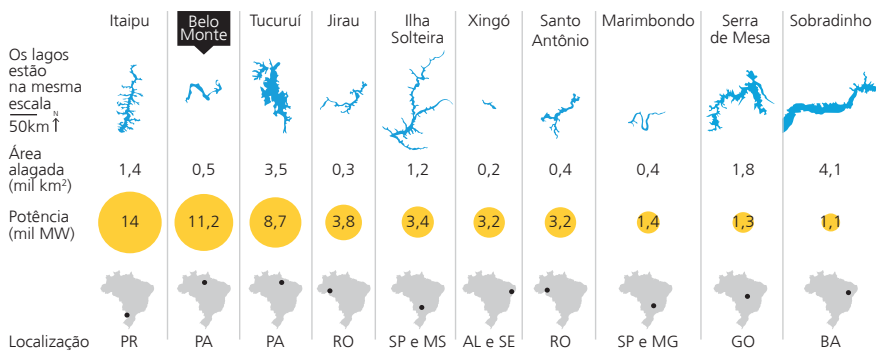 Itaipu
Belo
Monte
Tucuruí
Jirau
Ilha
Solteira
Xingó
Santo
Antônio
Marimbondo
Serra
de Mesa
Sobradinho
Os lagos
estão
na mesma
escala
N
50km
Área
alagada
(mil km²)
1,4 0,5 3,5 0,3 1,2 0,2 0,4 0,4 1,8 4,1
Potência
(mil MW)
14 11,2 8,7 3,8 3,4 3,2 3,2 1,4 1,3 1,1
Localização PR PA PA RO SP e MS AL e SE RO SP e MG GO BA